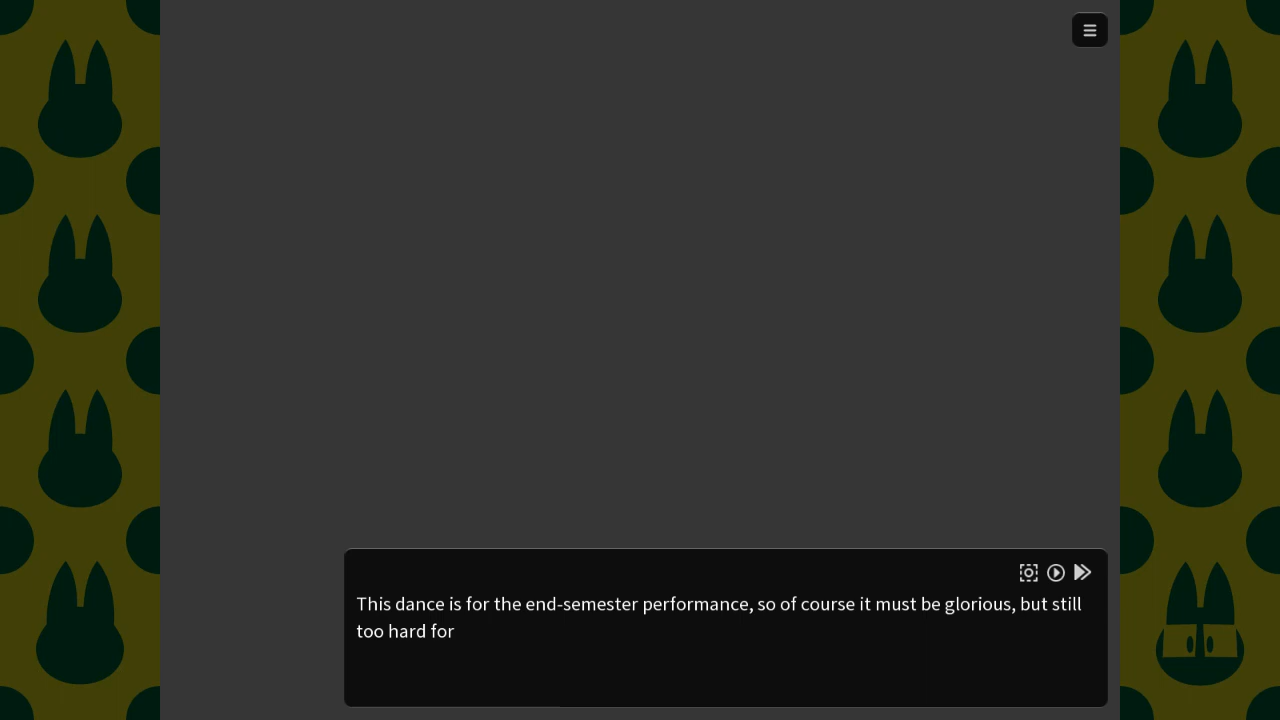 This dance is for the end-semester performance, so of course it must be glorious, but still
too hard for